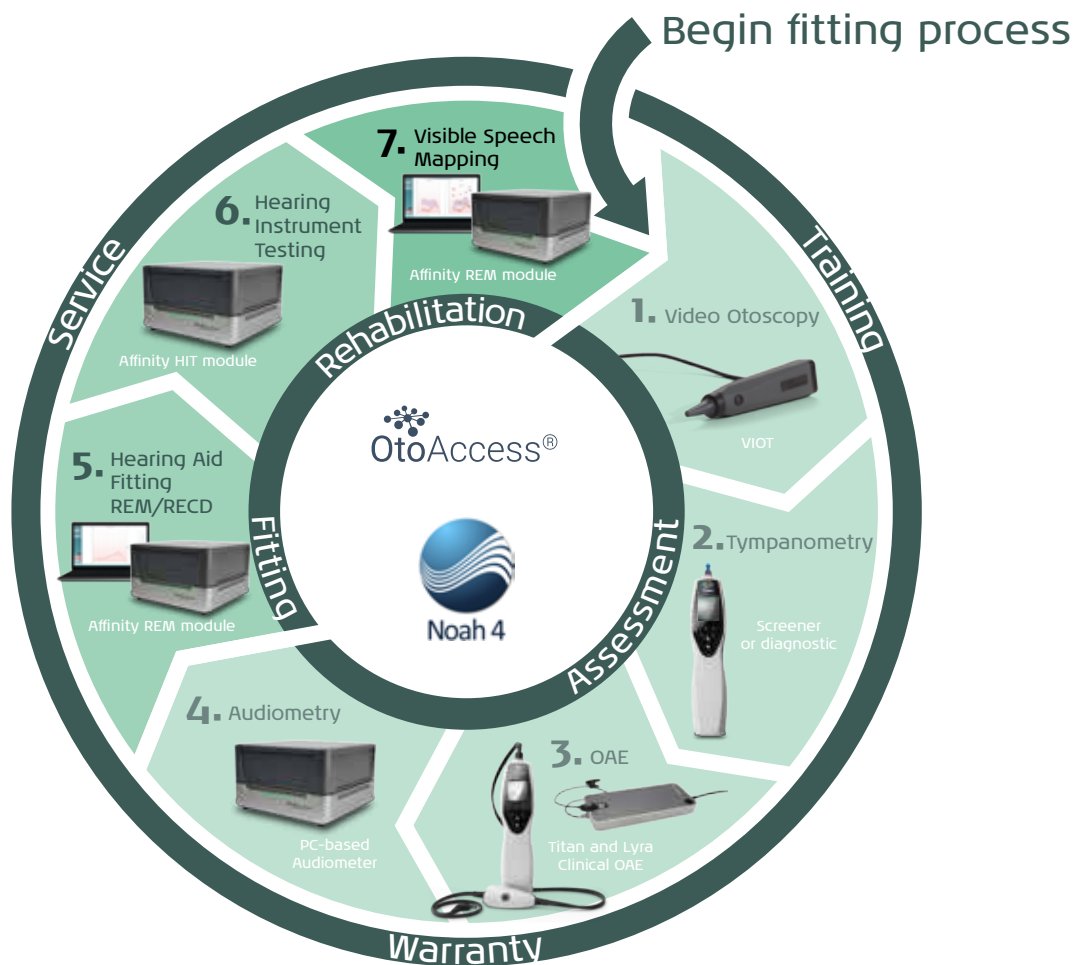 Begin fitting process
Training
Warranty
Service
Assessment
Fitting
Rehabilitation
1. Video Otoscopy
VIOT
2. Tympanometry
Screener
or diagnostic
3. OAE
Titan and Lyra
Clinical OAE
4. Audiometry
PC-based
Audiometer
5. Hearing Aid
Fitting
REM/RECD
Affinity REM module
6. Hearing
Instrument
Testing
Affinity HIT module
7. Visible Speech
Mapping
Affinity REM module
OtoAccess®
Noah 4